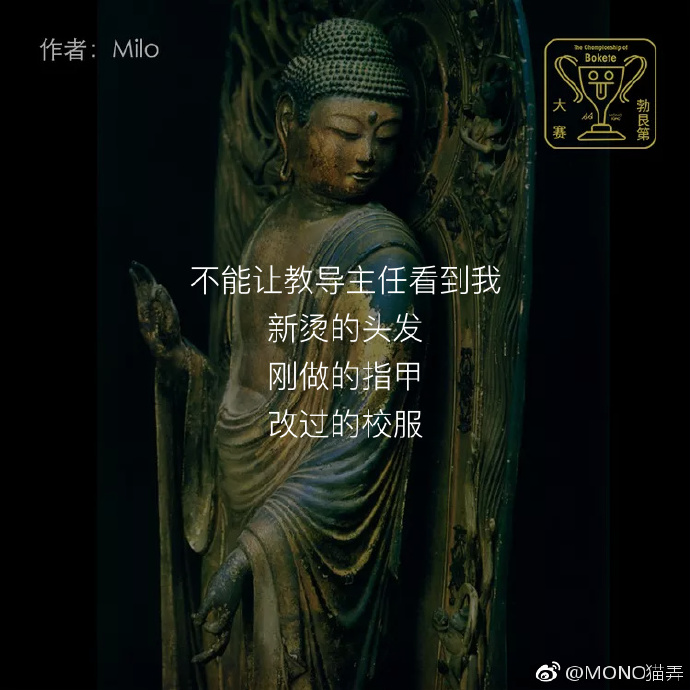 作者：Milo
The Championship of
Bokete
大赛
勃艮第
不能让教导主任看到我
新烫的头发
刚做的指甲
改过的校服
@MONO猫弄